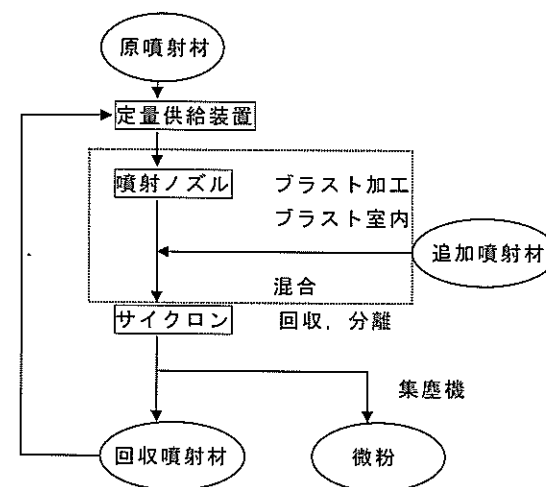 原噴射材
定量供給装置
噴射ノズル
ブラスト加工
ブラスト室内
追加噴射材
混合
サイクロン
回収, 分離
集塵機
回収噴射材
微粉